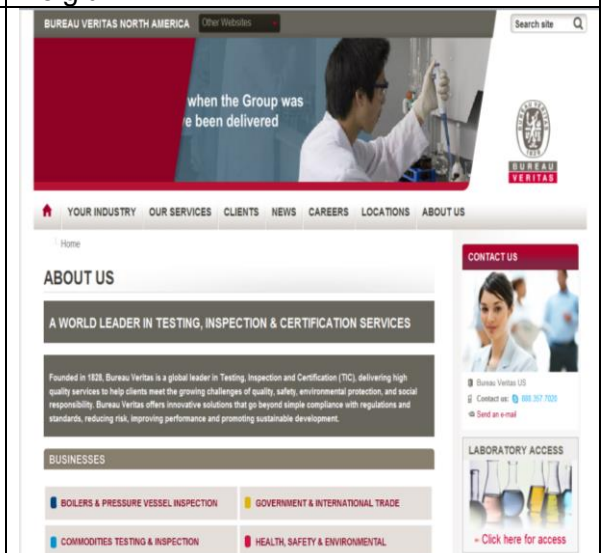 BUREAU VERITAS NORTH AMERICA
Other Websites
Search site
when the Group was
e been delivered
BUREAU
VERITAS
YOUR INDUSTRY OUR SERVICES CLIENTS NEWS CAREERS LOCATIONS ABOUT US
Home
ABOUT US
A WORLD LEADER IN TESTING, INSPECTION & CERTIFICATION SERVICES
Founded in 1828, Bureau Veritas is a global leader in Testing, Inspection and Certification (TIC), delivering high
quality services to help clients meet the growing challenges of quality, safety, environmental protection, and social
responsibility. Bureau Veritas offers innovative solutions that go beyond simple compliance with regulations and
standards, reducing risk, improving performance and promoting sustainable development.
BUSINESSES
BOILERS & PRESSURE VESSEL INSPECTION
GOVERNMENT & INTERNATIONAL TRADE
COMMODITIES TESTING & INSPECTION
HEALTH, SAFETY & ENVIRONMENTAL
CONTACT US
Bureau Veritas US
Contact us:
Send an e-mail
LABORATORY ACCESS
» Click here for access